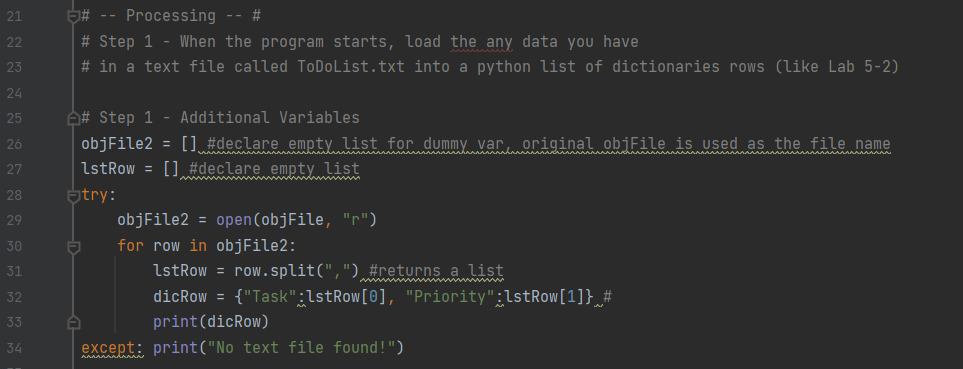 21 # -- Processing -- #
22 # Step 1 - When the program starts, load the any data you have
23 # in a text file called ToDoList.txt into a python list of dictionaries rows (like Lab 5-2)
24
25 # Step 1 - Additional Variables
26 objFile2 = [] #declare empty list for dummy var, original objFile is used as the file name
27 lstRow = [] #declare empty list
28 try:
29     objFile2 = open(objFile, "r")
30     for row in objFile2:
31         lstRow = row.split(",") #returns a list
32         dicRow = {"Task":lstRow[0], "Priority":lstRow[1]} #
33         print(dicRow)
34 except: print("No text file found!")